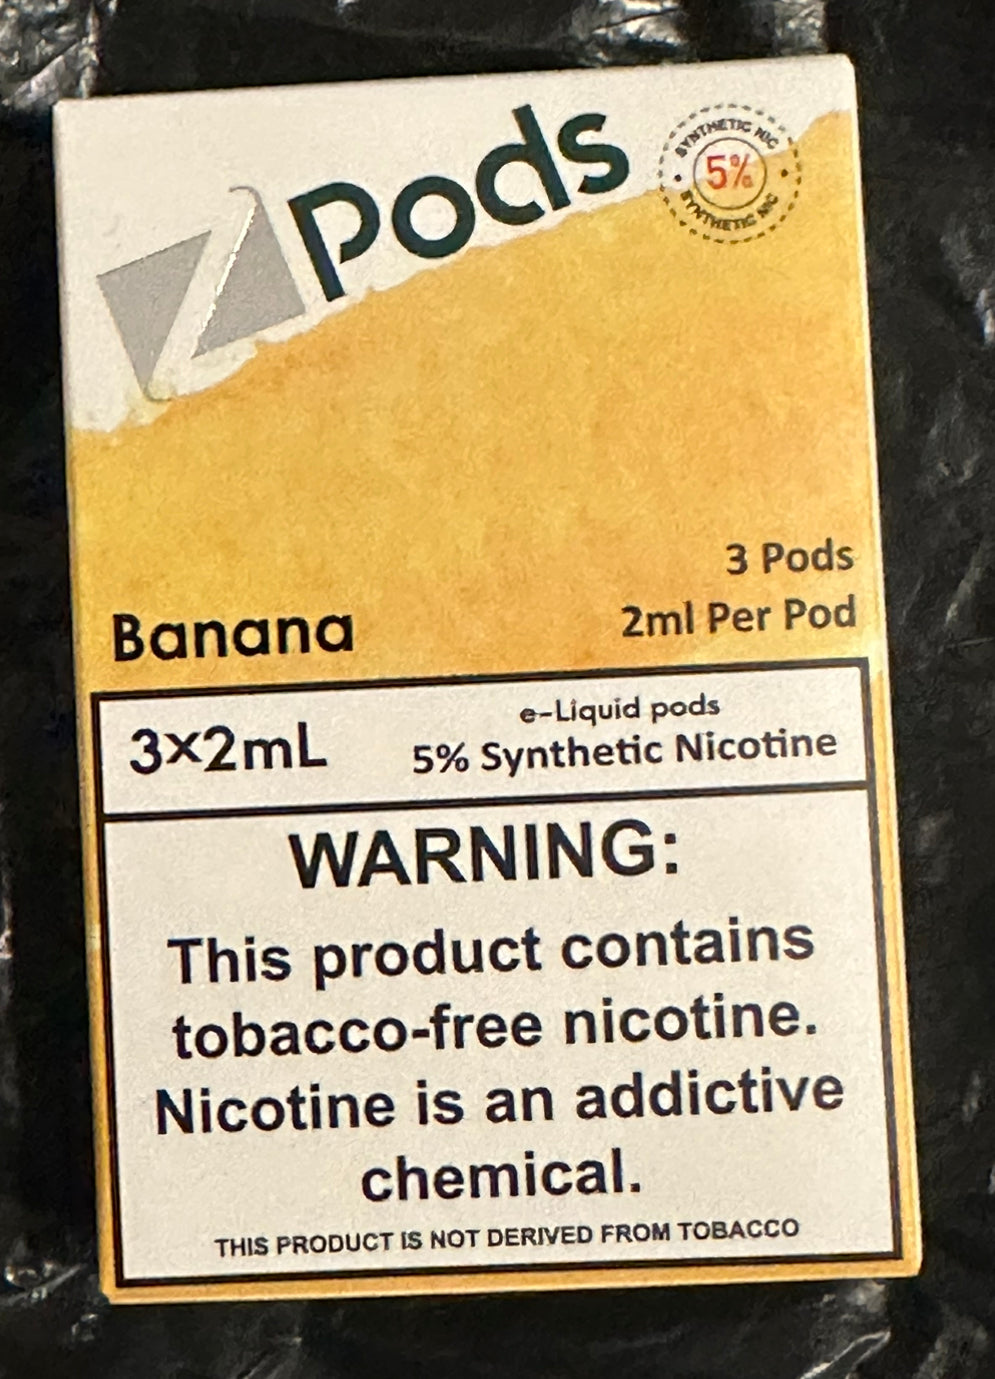 Z Pods
SYNTHETIC NIC
5%
SYNTHETIC NIC
3 Pods
2ml Per Pod
Banana
3×2mL
e-Liquid pods
5% Synthetic Nicotine
WARNING:
This product contains
tobacco-free nicotine.
Nicotine is an addictive
chemical.
THIS PRODUCT IS NOT DERIVED FROM TOBACCO